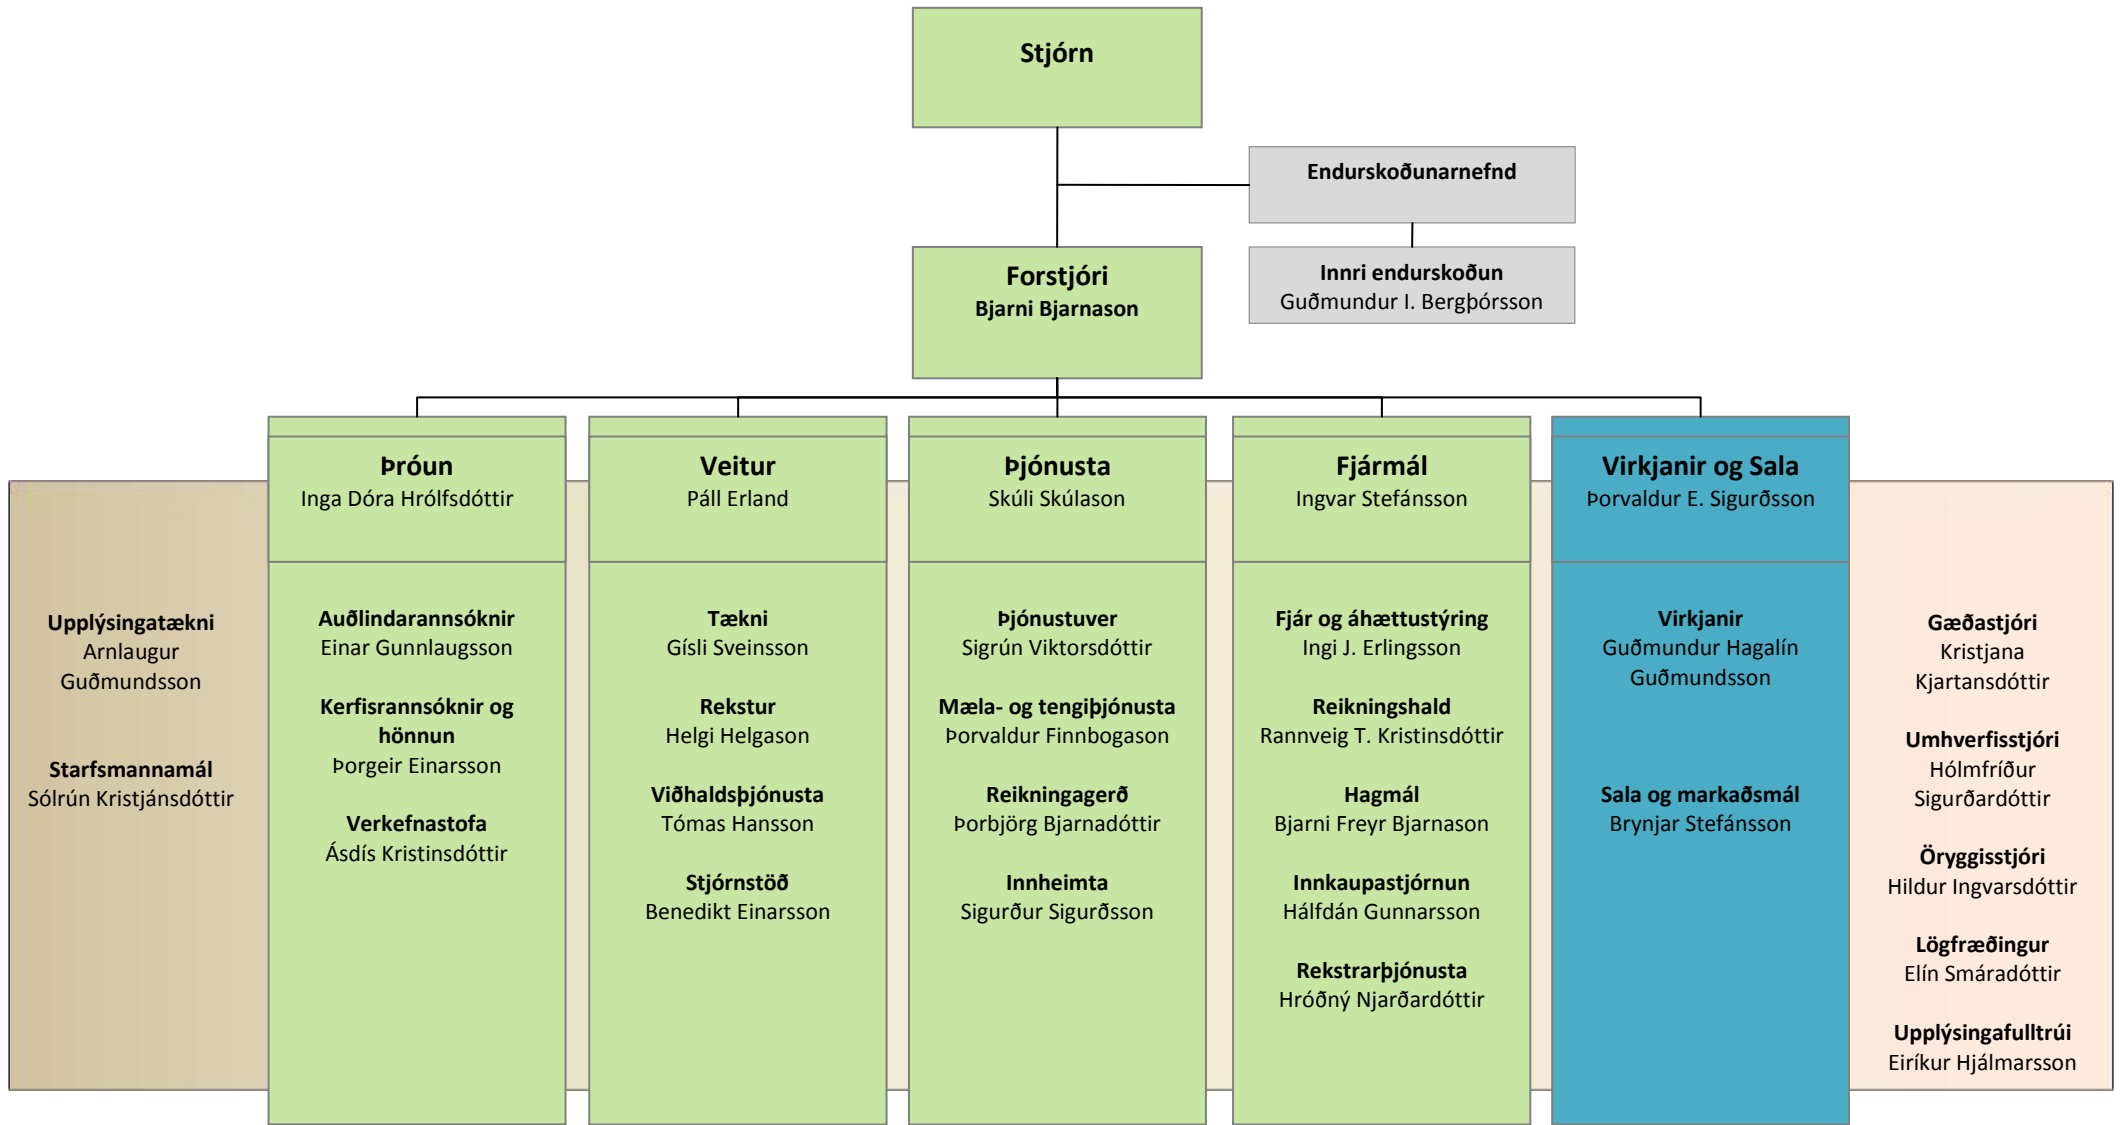 Stjórn
Endurskoðunarnefnd
Forstjóri
Bjarni Bjarnason
Innri endurskoðun
Guðmundur I. Bergþórsson
Þróun
Inga Dóra Hrólfsdóttir
Veitur
Páll Erland
Þjónusta
Skúli Skúlason
Fjármál
Ingvar Stefánsson
Virkjanir og Sala
Þorvaldur E. Sigurðsson
Upplýsingatækni
Arnlaugur
Guðmundsson
Starfsmannamál
Sólrún Kristjánsdóttir
Auðlindarannsóknir
Einar Gunnlaugsson
Kerfisrannsóknir og
hönnun
Þorgeir Einarsson
Verkefnastofa
Ásdís Kristinsdóttir
Tækni
Gísli Sveinsson
Rekstur
Helgi Helgason
Viðhaldsþjónusta
Tómas Hansson
Stjórnstöð
Benedikt Einarsson
Þjónustuver
Sigrún Viktorsdóttir
Mæla- og tengiþjónusta
Þorvaldur Finnbogason
Reikningagerð
Þorbjörg Bjarnadóttir
Innheimta
Sigurður Sigurðsson
Fjár og áhættustýring
Ingi J. Erlingsson
Reikningshald
Rannveig T. Kristinsdóttir
Hagmál
Bjarni Freyr Bjarnason
Innkaupastjórnun
Hálfdán Gunnarsson
Rekstrarþjónusta
Hróðný Njarðardóttir
Virkjanir
Guðmundur Hagalín
Guðmundsson
Sala og markaðsmál
Brynjar Stefánsson
Gæðastjóri
Kristjana
Kjartansdóttir
Umhverfisstjóri
Hólmfríður
Sigurðardóttir
Öryggisstjóri
Hildur Ingvarsdóttir
Lögfræðingur
Elín Smáradóttir
Upplýsingafulltrúi
Eiríkur Hjálmarsson